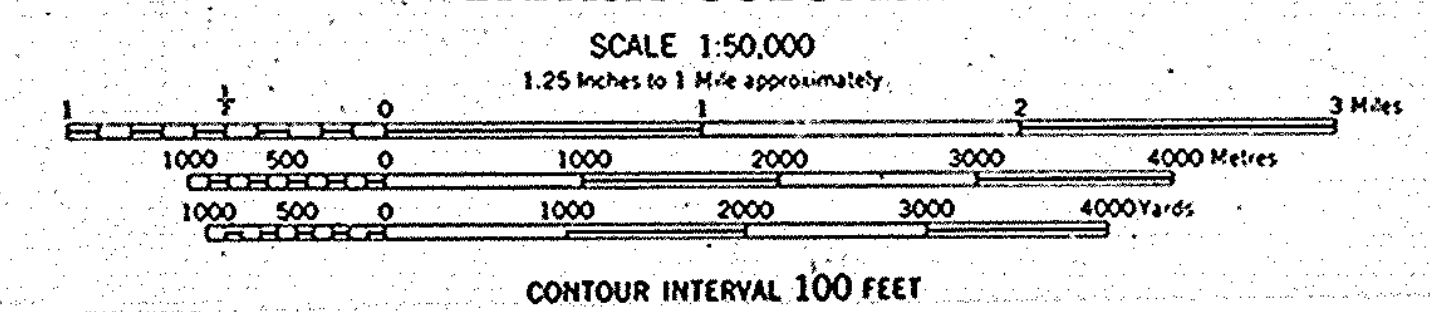 SCALE 1:50,000
1.25 Inches to 1 Mile approximately
1 ½ 0 1 2 3 Miles
1000 500 0 1000 2000 3000 4000 Metres
1000 500 0 1000 2000 3000 4000 Yards
CONTOUR INTERVAL 100 FEET